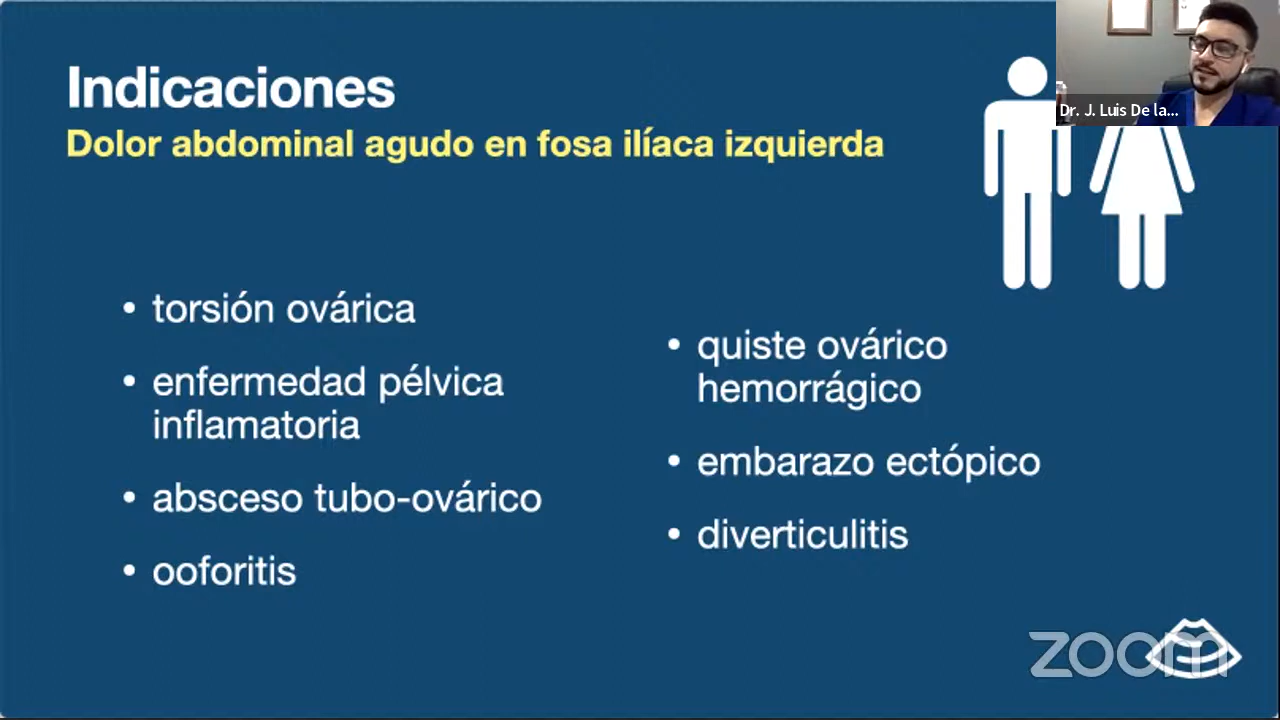 Indicaciones
Dolor abdominal agudo en fosa ilíaca izquierda
Dr. J. Luis De la...
• torsión ovárica
• enfermedad pélvica
inflamatoria
• absceso tubo-ovárico
• ooforitis
• quiste ovárico
hemorrágico
• embarazo ectópico
• diverticulitis
zoom